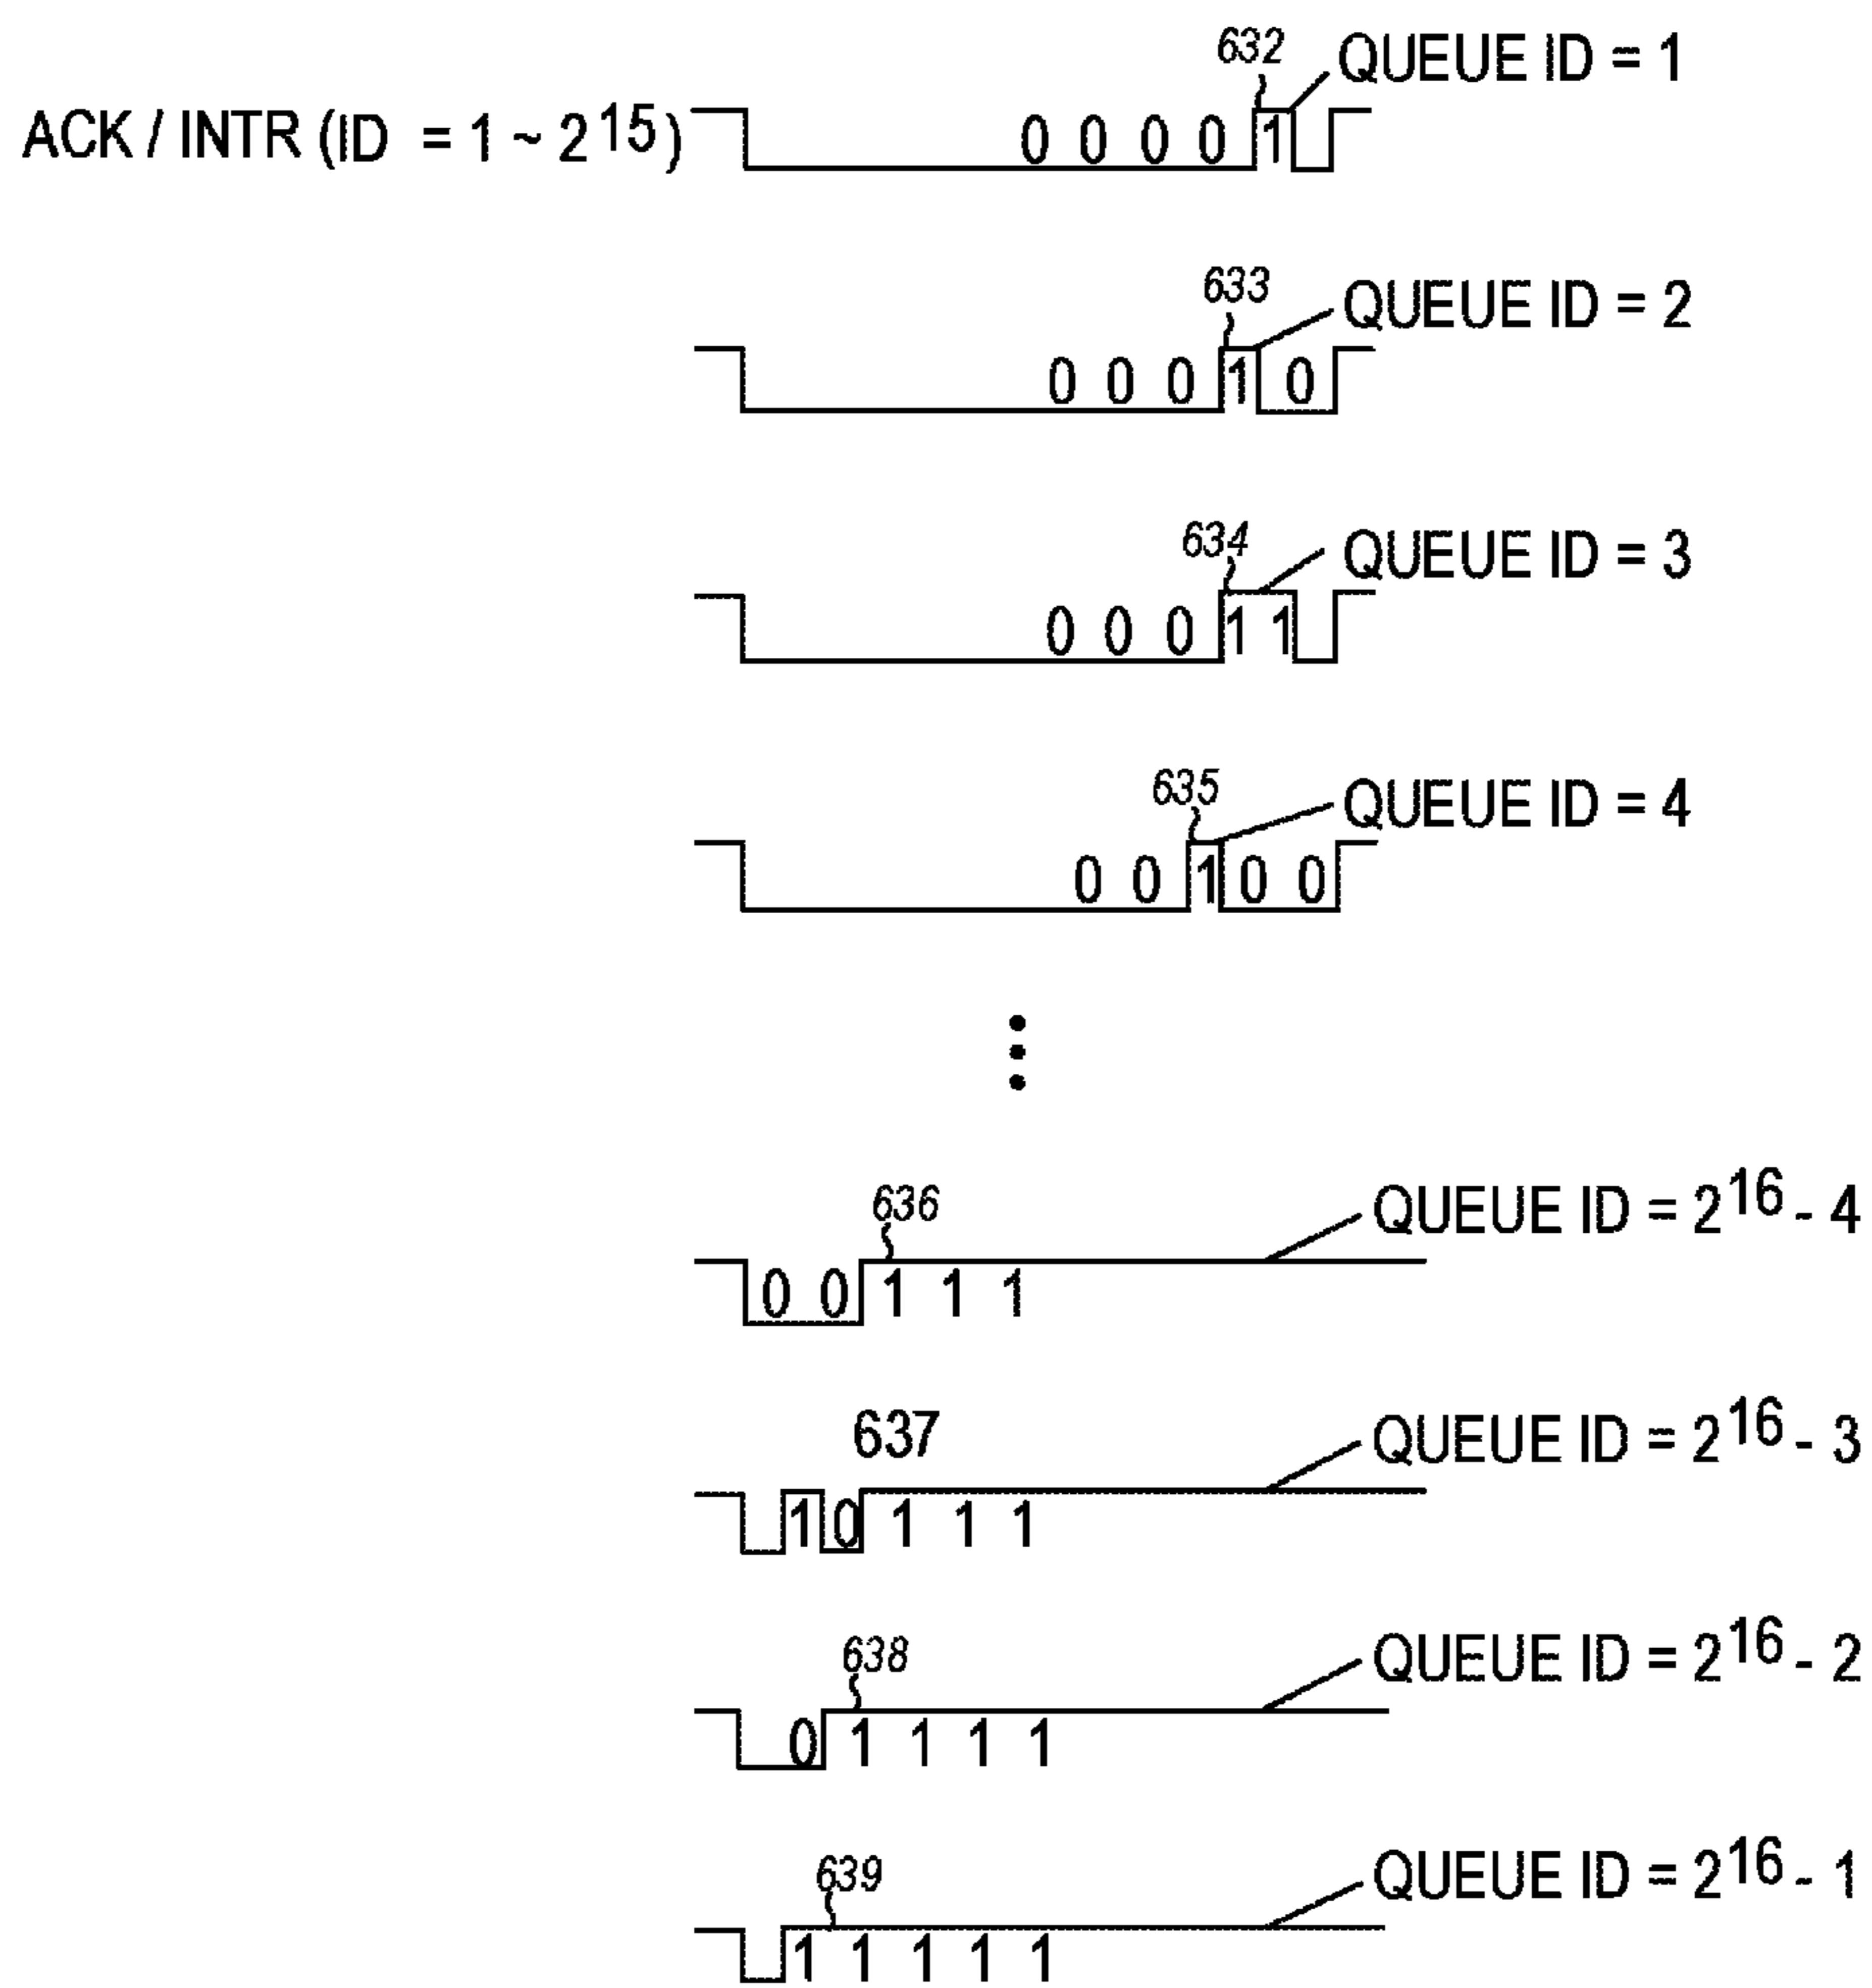 632 QUEUE ID = 1
ACK / INTR (ID = 1 ~ 2^15) 0 0 0 0 1
633 QUEUE ID = 2
0 0 0 1 0
634 QUEUE ID = 3
0 0 0 1 1
635 QUEUE ID = 4
0 0 1 0 0
636 QUEUE ID = 2^16 - 4
0 0 1 1 1
637 QUEUE ID = 2^16 - 3
1 0 1 1 1
638 QUEUE ID = 2^16 - 2
0 1 1 1 1
639 QUEUE ID = 2^16 - 1
1 1 1 1 1